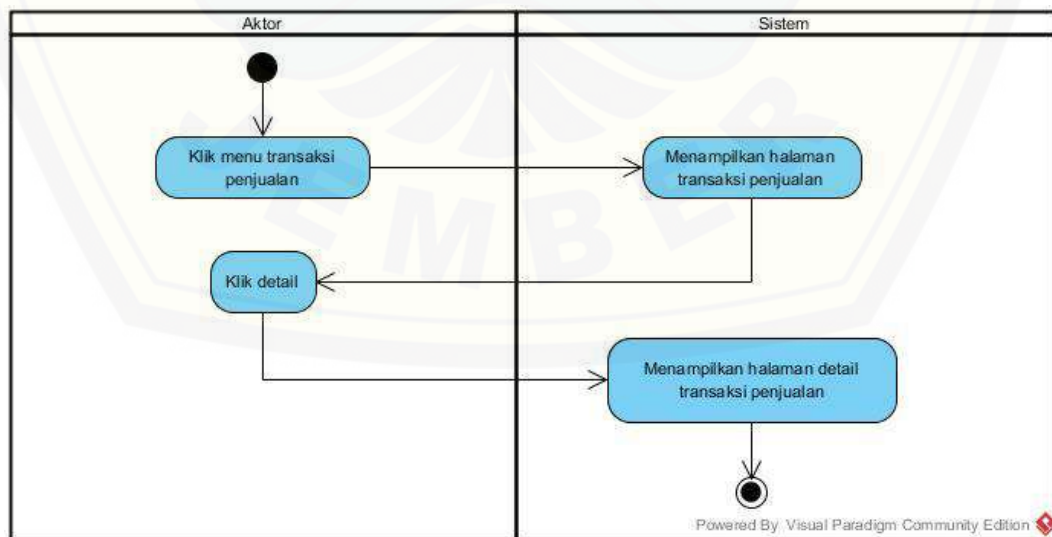 Aktor
Sistem
Klik menu transaksi
penjualan
Menampilkan halaman
transaksi penjualan
Klik detail
Menampilkan halaman detail
transaksi penjualan
EMBER
Powered By Visual Paradigm Community Edition